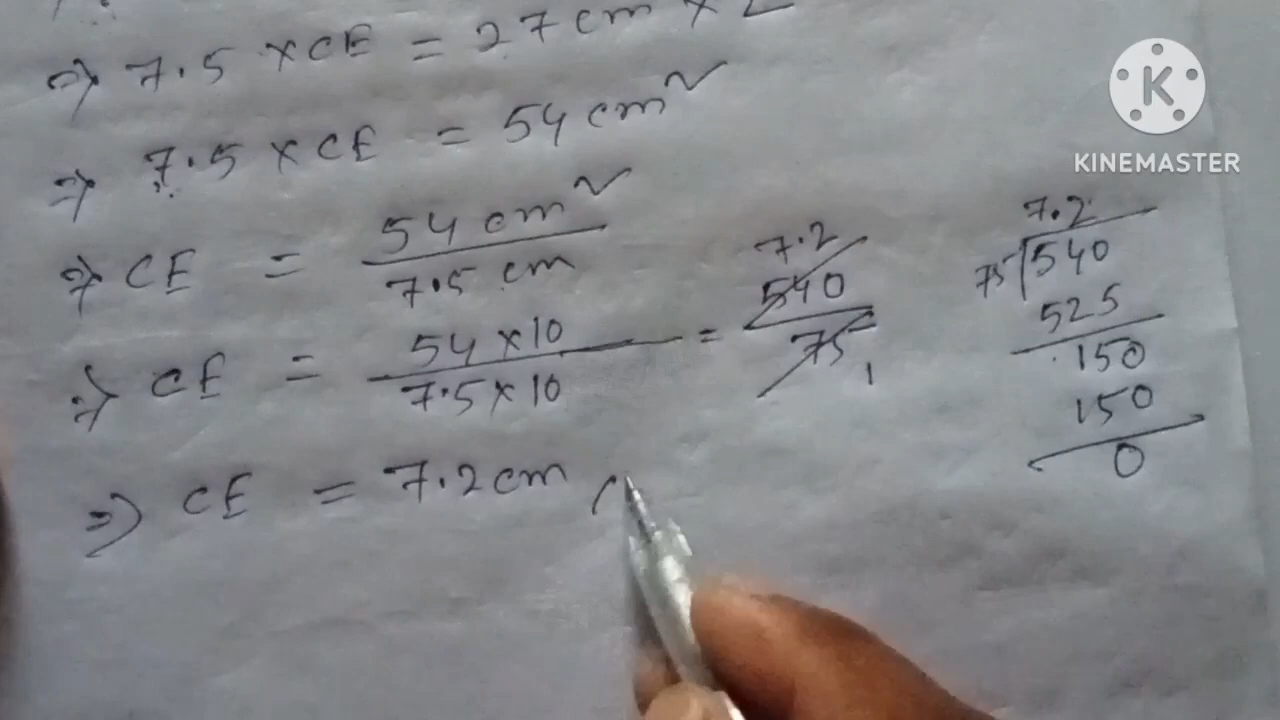 ⇒ 7.5 × CE = 27 cm × 2
⇒ 7.5 × CE = 54 cm²
⇒ CE = 54 cm² / 7.5 cm
⇒ CE = 54 × 10 / 7.5 × 10 = 540 / 75
7.2
1
⇒ CE = 7.2 cm (
7.2
75 ) 540
525
150
150
0
K
KINEMASTER